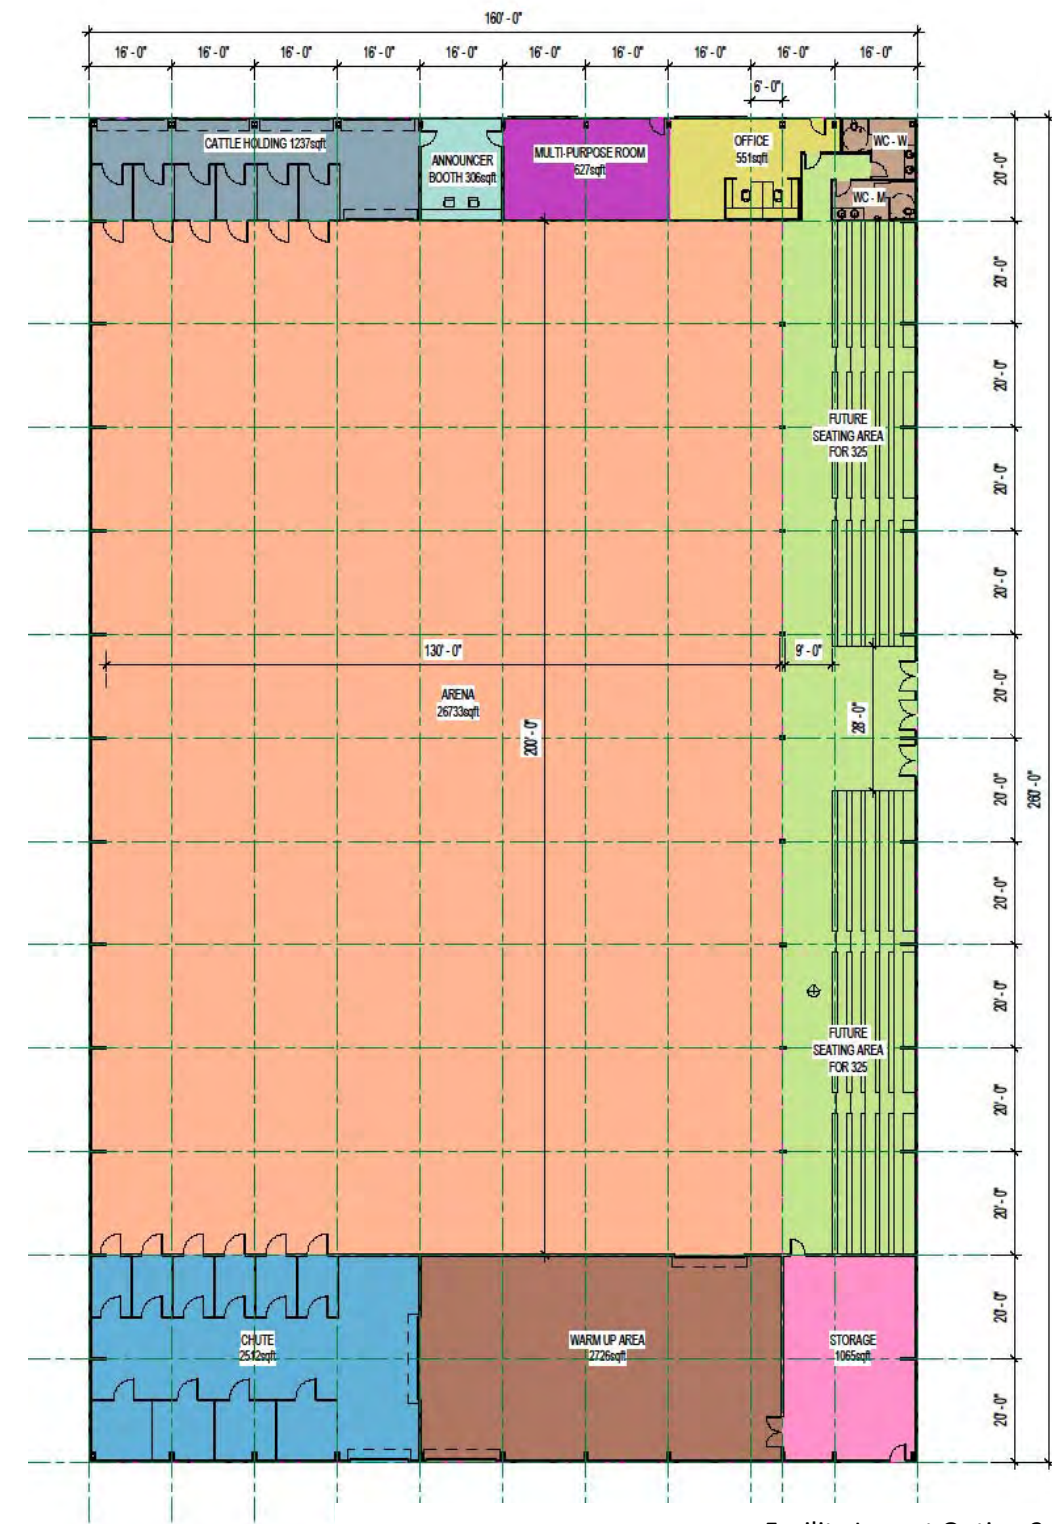 160' - 0"
16' - 0" 16' - 0" 16' - 0" 16' - 0" 16' - 0" 16' - 0" 16' - 0" 16' - 0" 16' - 0" 16' - 0"
6' - 0"
CATTLE HOLDING 1237sqft
ANNOUNCER
BOOTH 306sqft
MULTI-PURPOSE ROOM
627sqft
OFFICE
551sqft
WC - W
WC - M
20' - 0"
20' - 0"
20' - 0"
FUTURE
SEATING AREA
FOR 325
20' - 0"
20' - 0"
130' - 0"
9' - 0"
20' - 0"
ARENA
26733sqft
200' - 0"
28' - 0"
20' - 0"
260' - 0"
20' - 0"
20' - 0"
FUTURE
SEATING AREA
FOR 325
20' - 0"
20' - 0"
CHUTE
2512sqft
WARM UP AREA
2726sqft
STORAGE
1065sqft
20' - 0"
20' - 0"